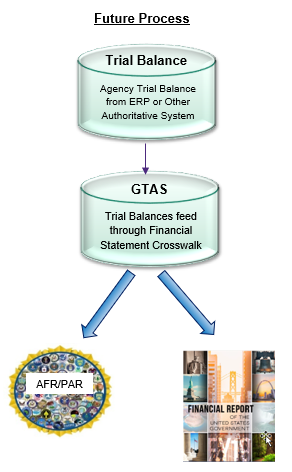 Future Process
Trial Balance
Agency Trial Balance
from ERP or Other
Authoritative System
GTAS
Trial Balances feed
through Financial
Statement Crosswalk
AFR/PAR
FINANCIAL REPORT
OF THE
UNITED STATES
GOVERNMENT